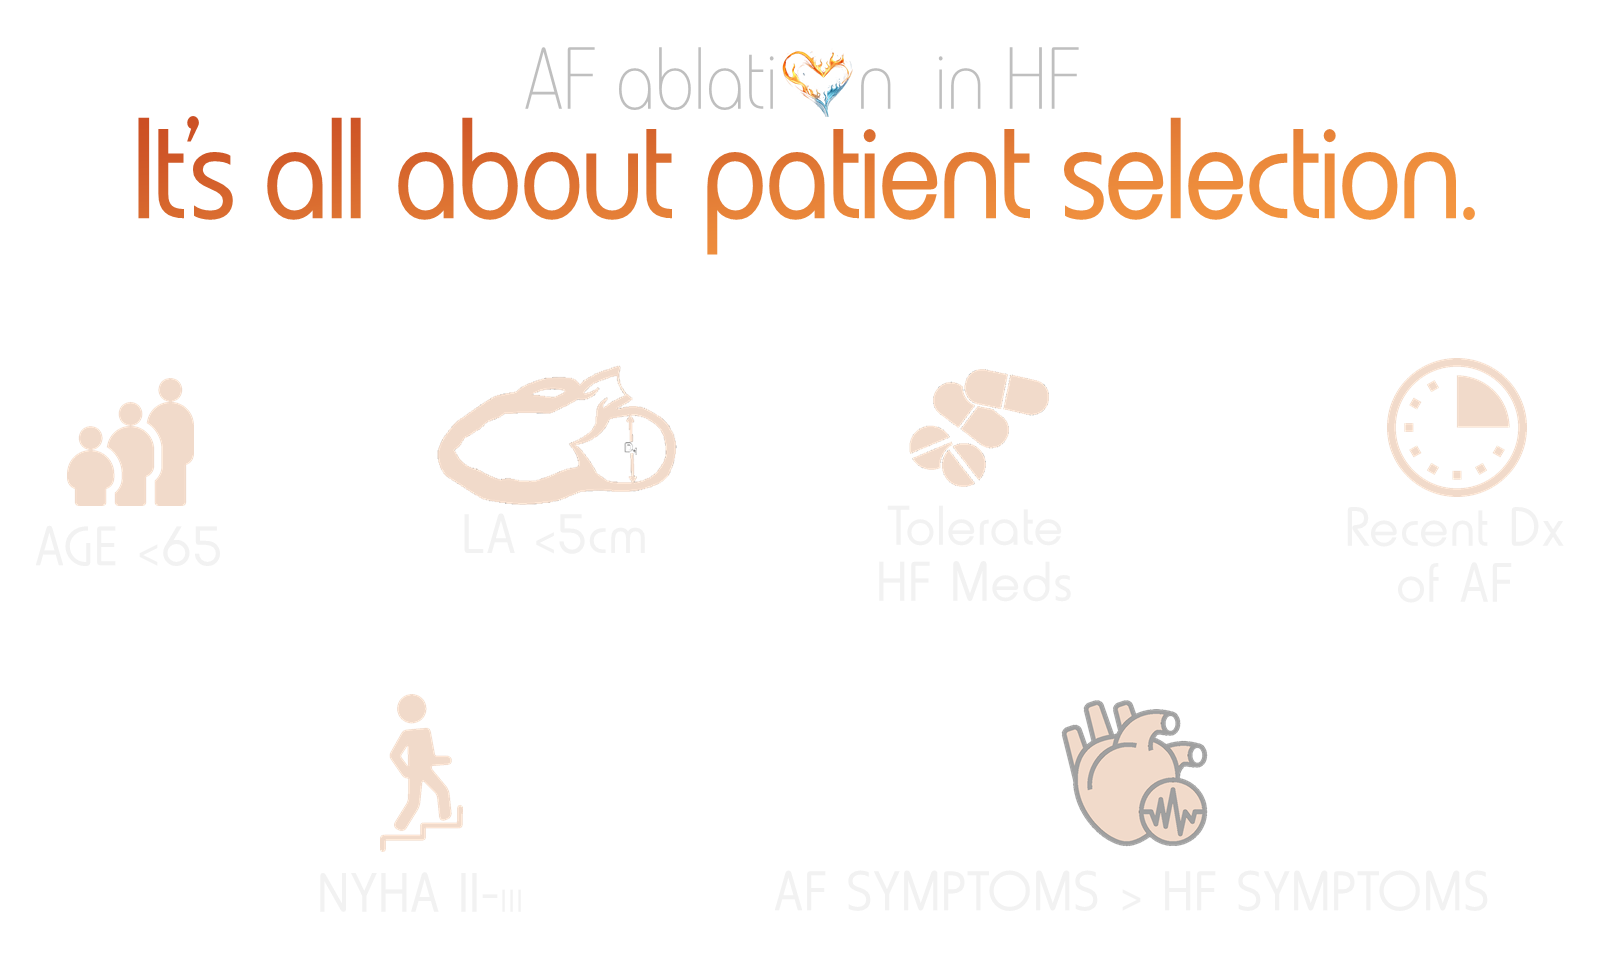 AF ablation in HF
It's all about patient selection.
AGE <65
LA <5cm
Tolerate
HF Meds
Recent Dx
of AF
NYHA II-III
AF SYMPTOMS > HF SYMPTOMS